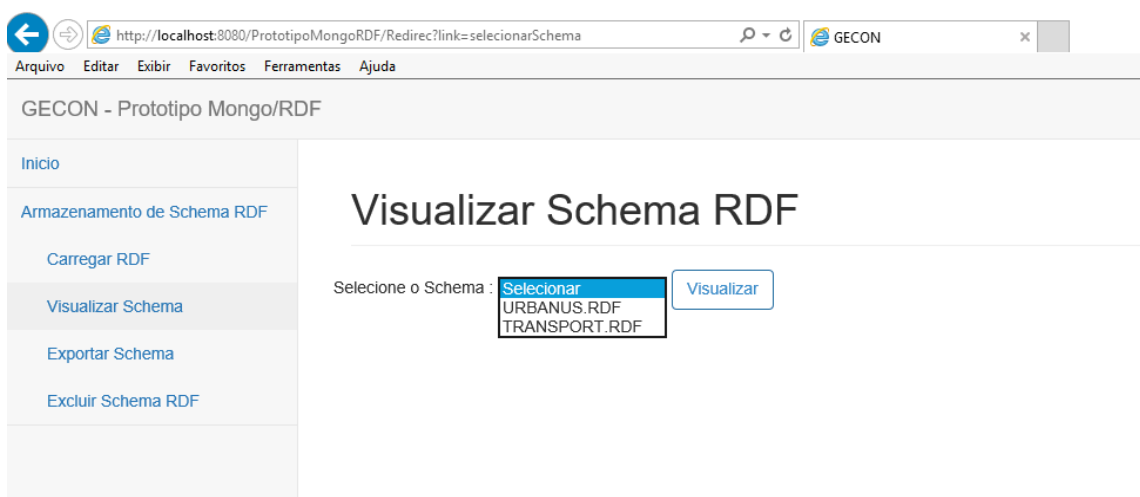 http://localhost:8080/PrototipoMongoRDF/Redirec?link=selecionarSchema
GECON
Arquivo Editar Exibir Favoritos Ferramentas Ajuda
GECON - Prototipo Mongo/RDF
Inicio
Armazenamento de Schema RDF
Carregar RDF
Visualizar Schema
Exportar Schema
Excluir Schema RDF
Visualizar Schema RDF
Selecione o Schema : Selecionar Visualizar
URBANUS.RDF
TRANSPORT.RDF